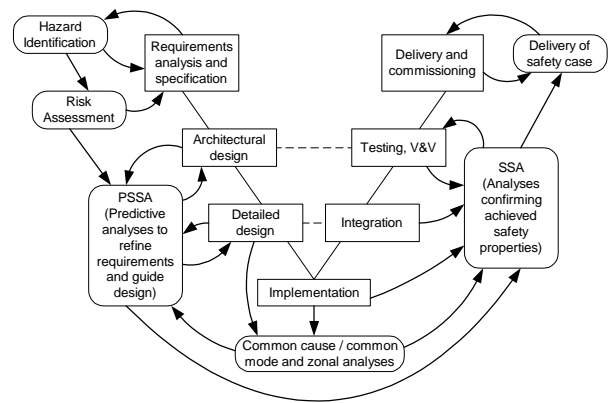 Hazard
Identification
Requirements
analysis and
specification
Delivery and
commissioning
Delivery of
safety case
Risk
Assessment
Architectural
design
Testing, V&V
PSSA
(Predictive
analyses to
refine
requirements
and guide
design)
SSA
(Analyses
confirming
achieved
safety
properties)
Detailed
design
Integration
Implementation
Common cause / common
mode and zonal analyses